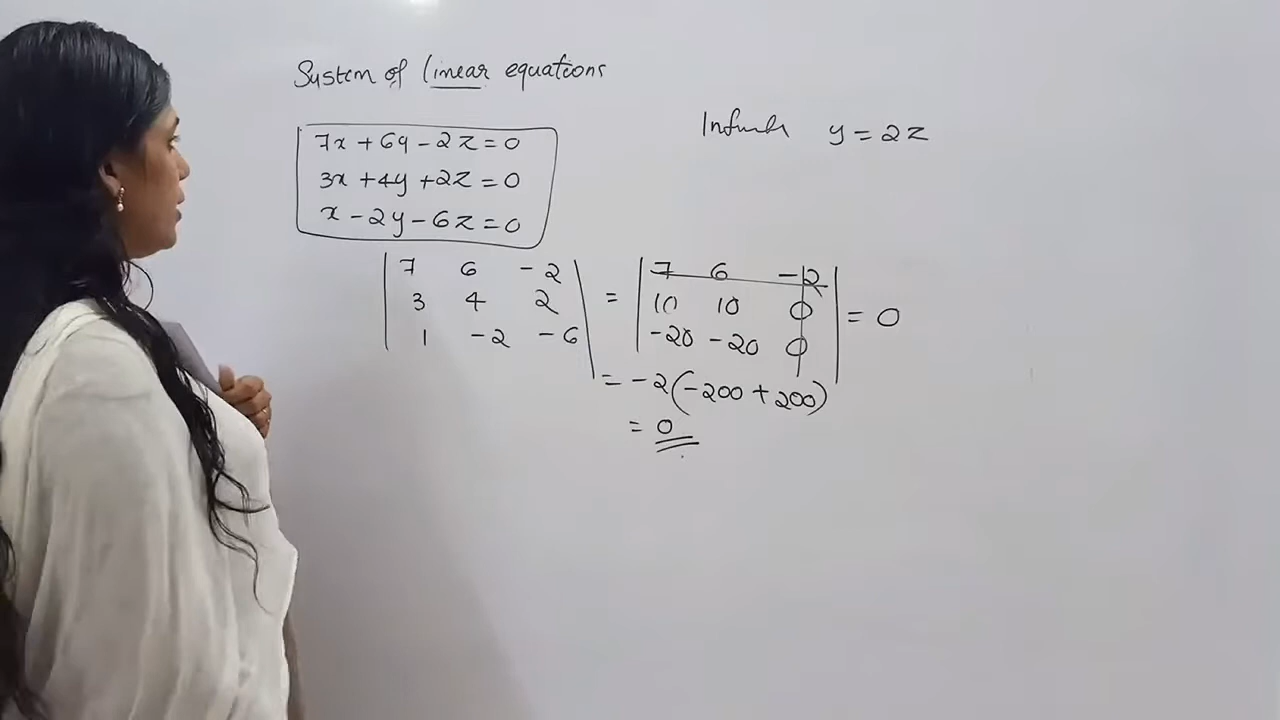 System of linear equations
7x + 6y - 2z = 0
3x + 4y + 2z = 0
x - 2y - 6z = 0
y = 2z
| 7 6 -2 | = | 7 6 -2 | = 0
| 3 4 2 | | 10 10 0 |
| 1 -2 -6 | | -20 -20 0 |
= -2(-200 + 200)
= 0